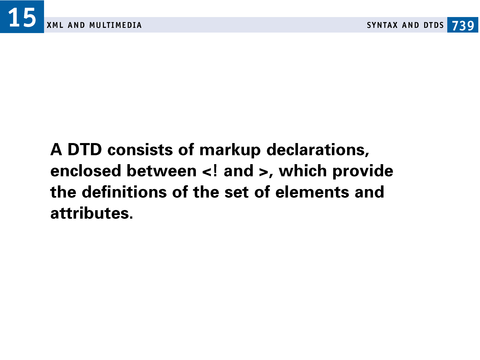 15 XML AND MULTIMEDIA SYNTAX AND DTDS 739
A DTD consists of markup declarations,
enclosed between <! and >, which provide
the definitions of the set of elements and
attributes.